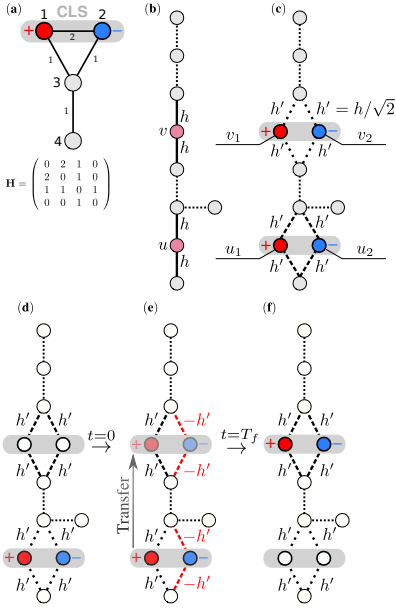 (a)
CLS
1 2
+ 2 −
1 1
3
1
4
H = ( 0 2 1 0
2 0 1 0
1 1 0 1
0 0 1 0 )
(b)
h
v
h
h
u
h
(c)
h′ h′ = h/√2
+ −
v₁ v₂
h′ h′
h′ h′
+ −
u₁ u₂
h′ h′
(d)
h′ h′
h′ h′
h′ h′
+ −
h′ h′
t=0
→
(e)
h′ −h′
+ −
h′ −h′
Transfer
h′ −h′
+ −
h′ −h′
t=T_f
→
(f)
h′ h′
+ −
h′ h′
h′ h′
h′ h′